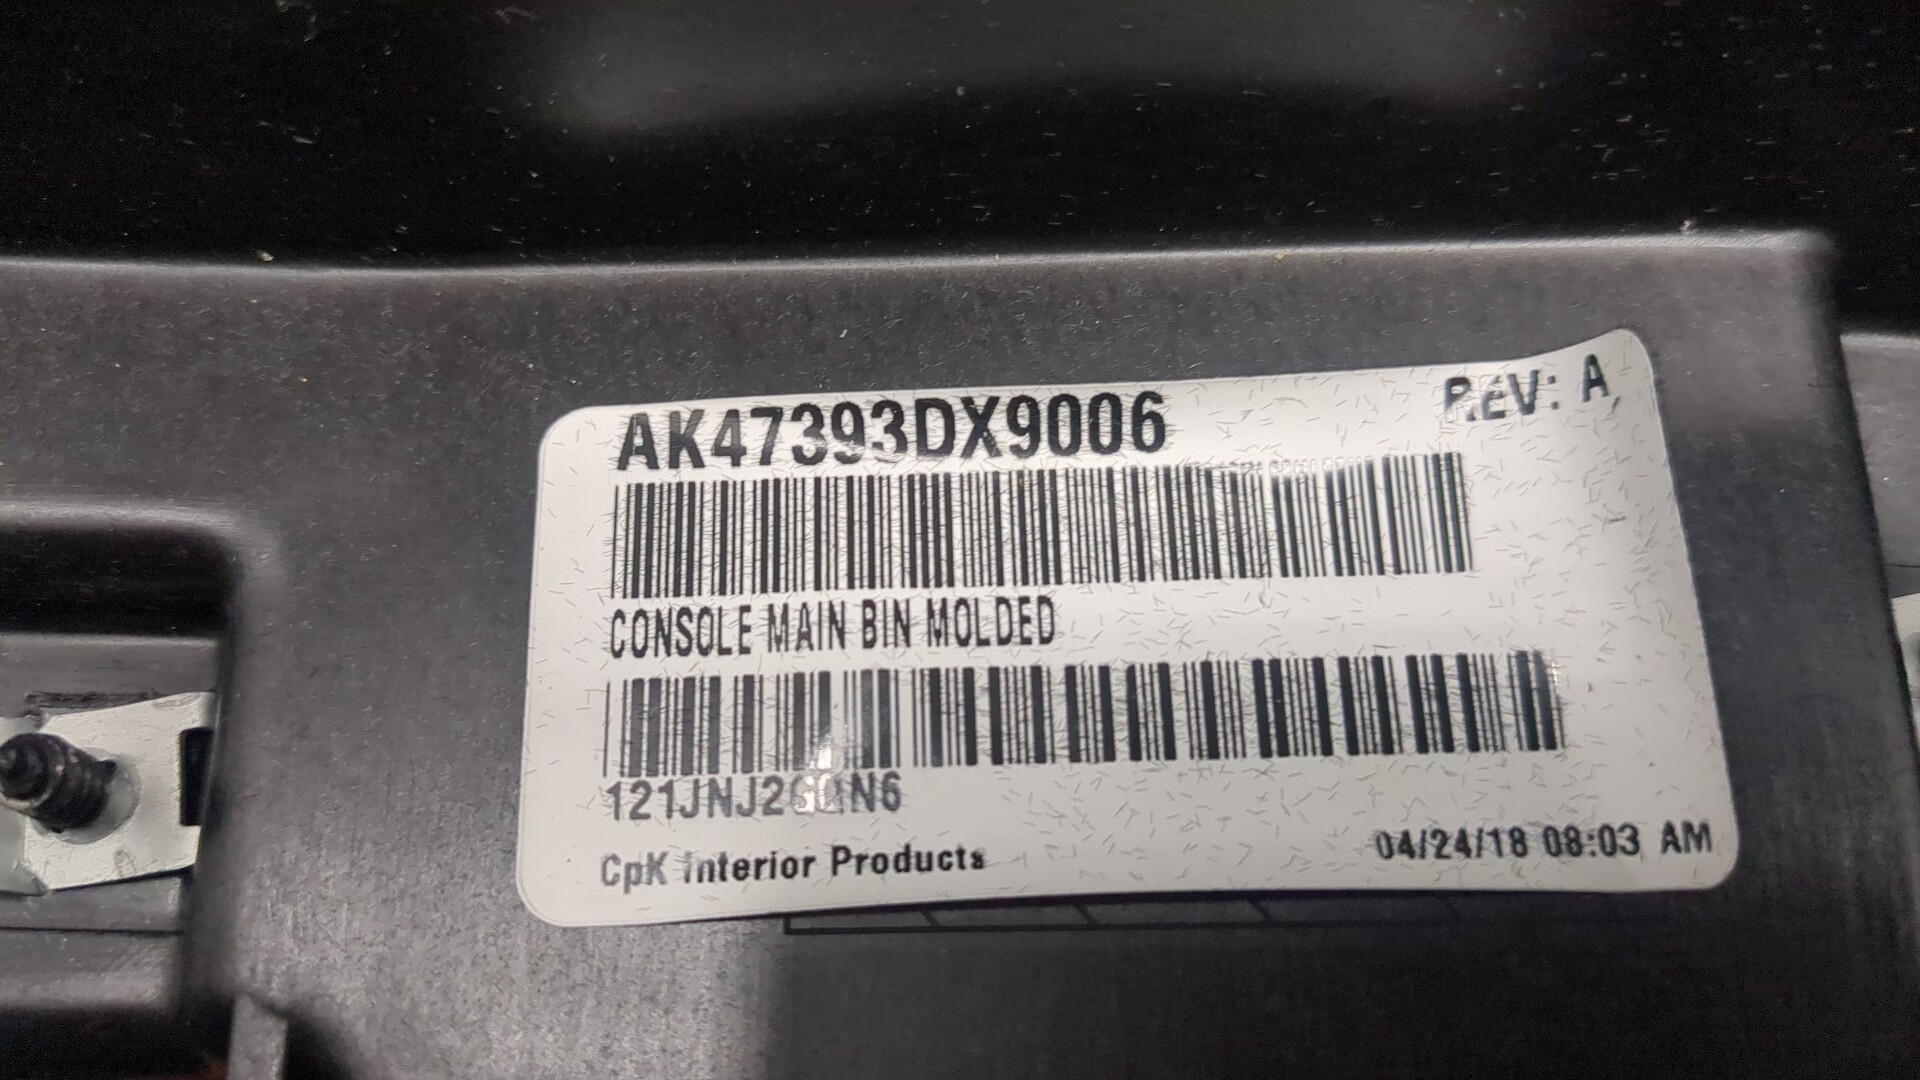 AK47393DX9006 REV: A
CONSOLE MAIN BIN MOLDED
CpK Interior Products 04/24/18 08:03 AM